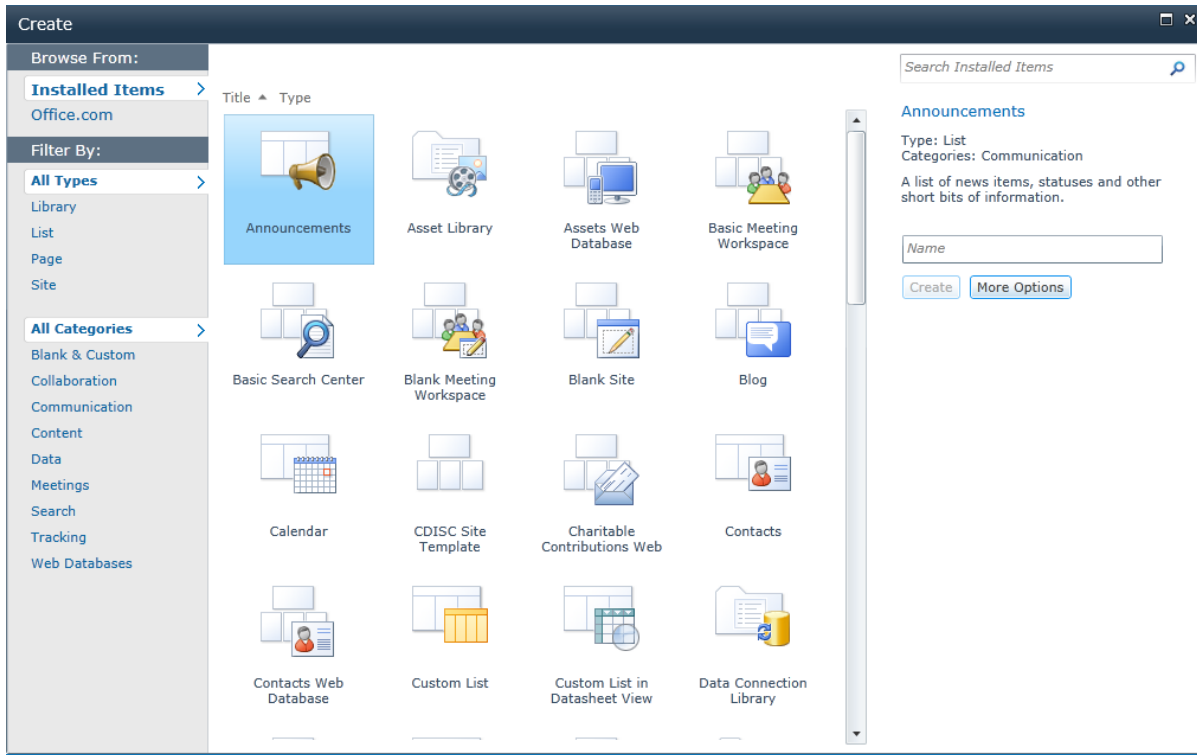 Create
Browse From:
Installed Items
Office.com
Filter By:
All Types
Library
List
Page
Site
All Categories
Blank & Custom
Collaboration
Communication
Content
Data
Meetings
Search
Tracking
Web Databases
Title Type
Announcements
Asset Library
Assets Web
Database
Basic Meeting
Workspace
Basic Search Center
Blank Meeting
Workspace
Blank Site
Blog
Calendar
CDISC Site
Template
Charitable
Contributions Web
Contacts
Contacts Web
Database
Custom List
Custom List in
Datasheet View
Data Connection
Library
Search Installed Items
Announcements
Type: List
Categories: Communication
A list of news items, statuses and other
short bits of information.
Name
Create More Options